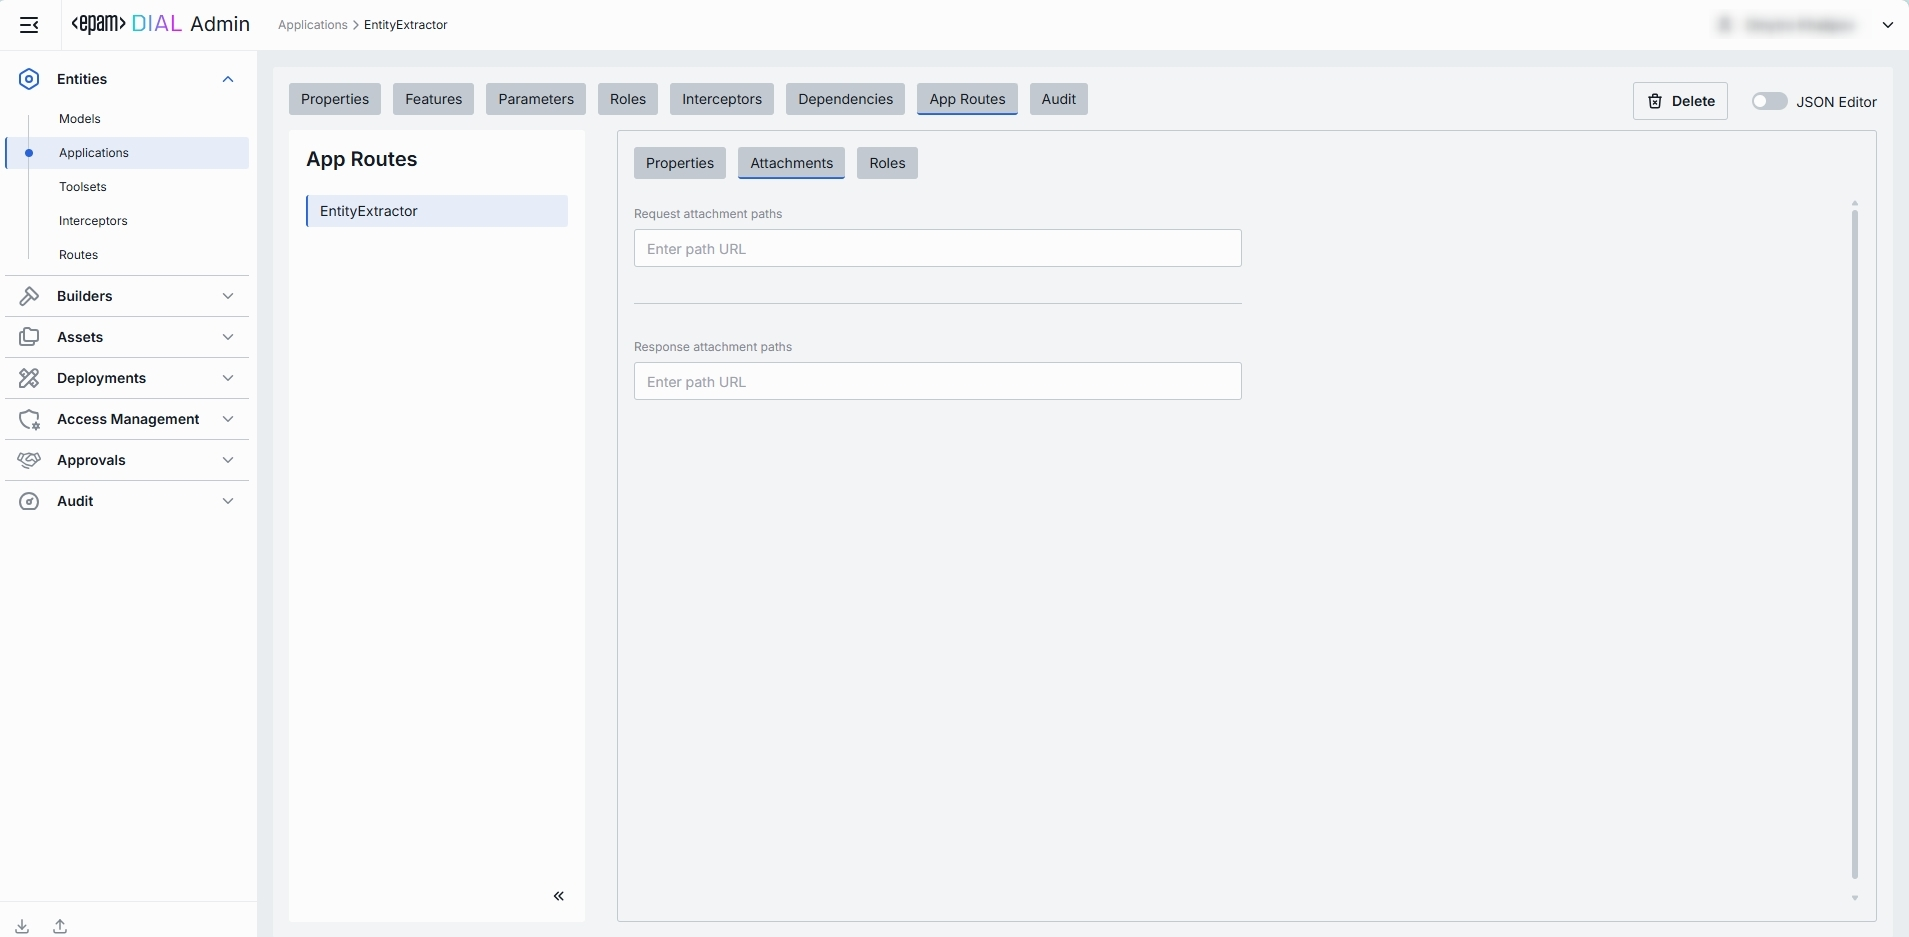 <epam> DIAL Admin
Applications > EntityExtractor
Entities
Models
Applications
Toolsets
Interceptors
Routes
Builders
Assets
Deployments
Access Management
Approvals
Audit
Properties Features Parameters Roles Interceptors Dependencies App Routes Audit
Delete
JSON Editor
App Routes
EntityExtractor
Properties Attachments Roles
Request attachment paths
Enter path URL
Response attachment paths
Enter path URL